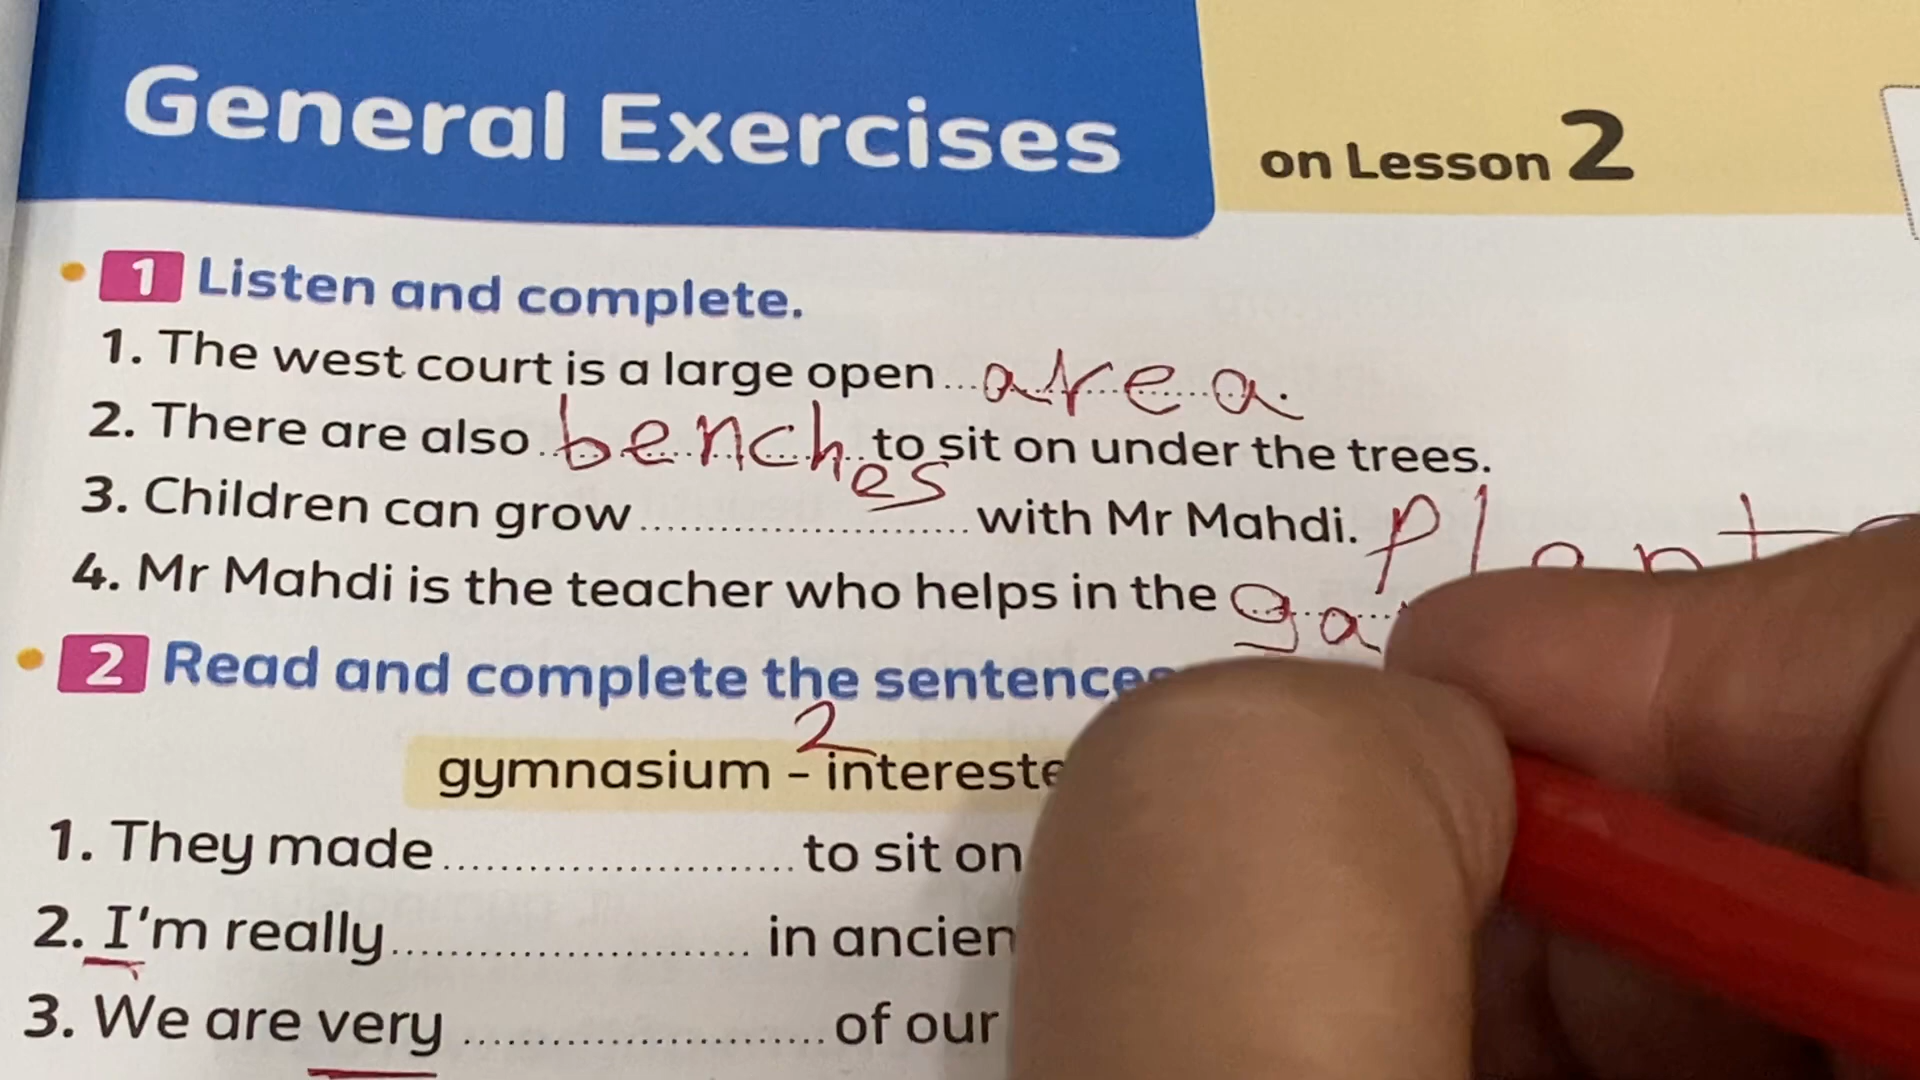 General Exercises on Lesson 2
1 Listen and complete.
1. The west court is a large open area.
2. There are also benches to sit on under the trees.
3. Children can grow .................... with Mr Mahdi. Plant
4. Mr Mahdi is the teacher who helps in the ga
2 Read and complete the sentences
2
gymnasium - intereste
1. They made .................... to sit on
2. I'm really .................... in ancien
3. We are very .................... of our